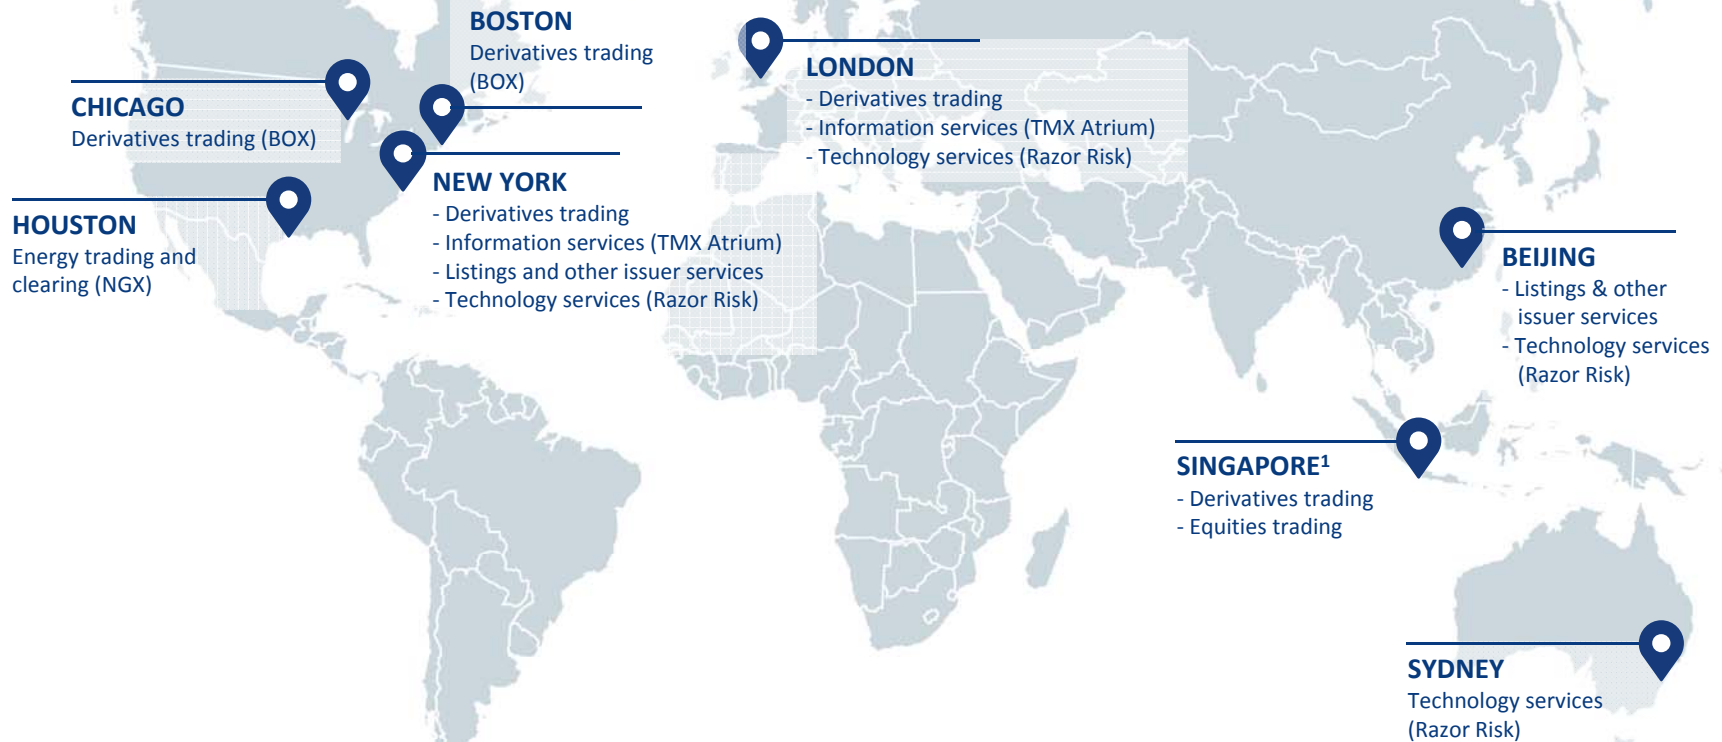 BOSTON
Derivatives trading
(BOX)
CHICAGO
Derivatives trading (BOX)
LONDON
- Derivatives trading
- Information services (TMX Atrium)
- Technology services (Razor Risk)
NEW YORK
- Derivatives trading
- Information services (TMX Atrium)
- Listings and other issuer services
- Technology services (Razor Risk)
HOUSTON
Energy trading and
clearing (NGX)
BEIJING
- Listings & other
issuer services
- Technology services
(Razor Risk)
SINGAPORE¹
- Derivatives trading
- Equities trading
SYDNEY
Technology services
(Razor Risk)